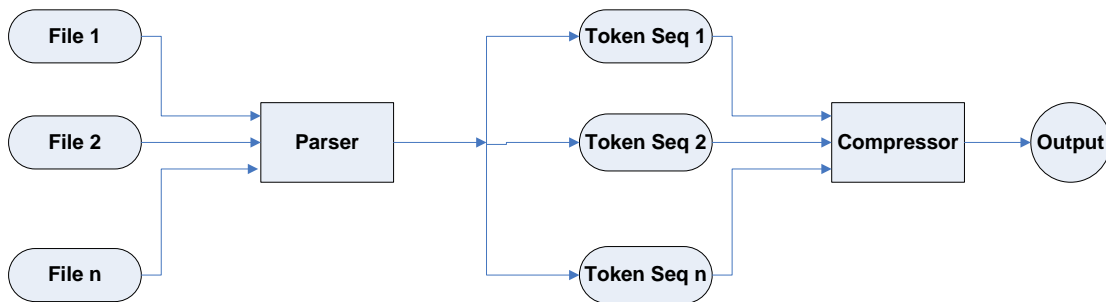 File 1
File 2
File n
Parser
Token Seq 1
Token Seq 2
Token Seq n
Compressor
Output